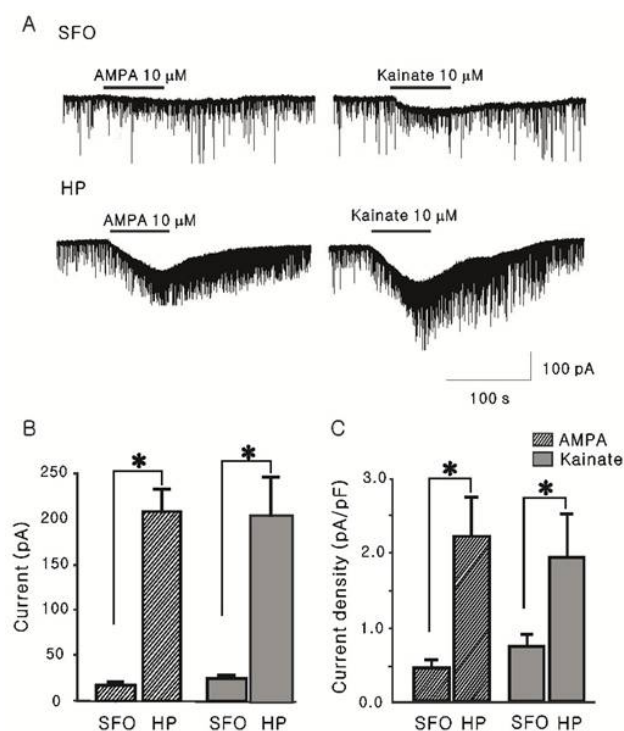 A
SFO
AMPA 10 μM
Kainate 10 μM
HP
AMPA 10 μM
Kainate 10 μM
100 pA
100 s
B
Current (pA)
250
200
150
100
50
0
SFO HP SFO HP
C
AMPA
Kainate
Current density (pA/pF)
3.0
2.0
1.0
0.0
SFO HP SFO HP